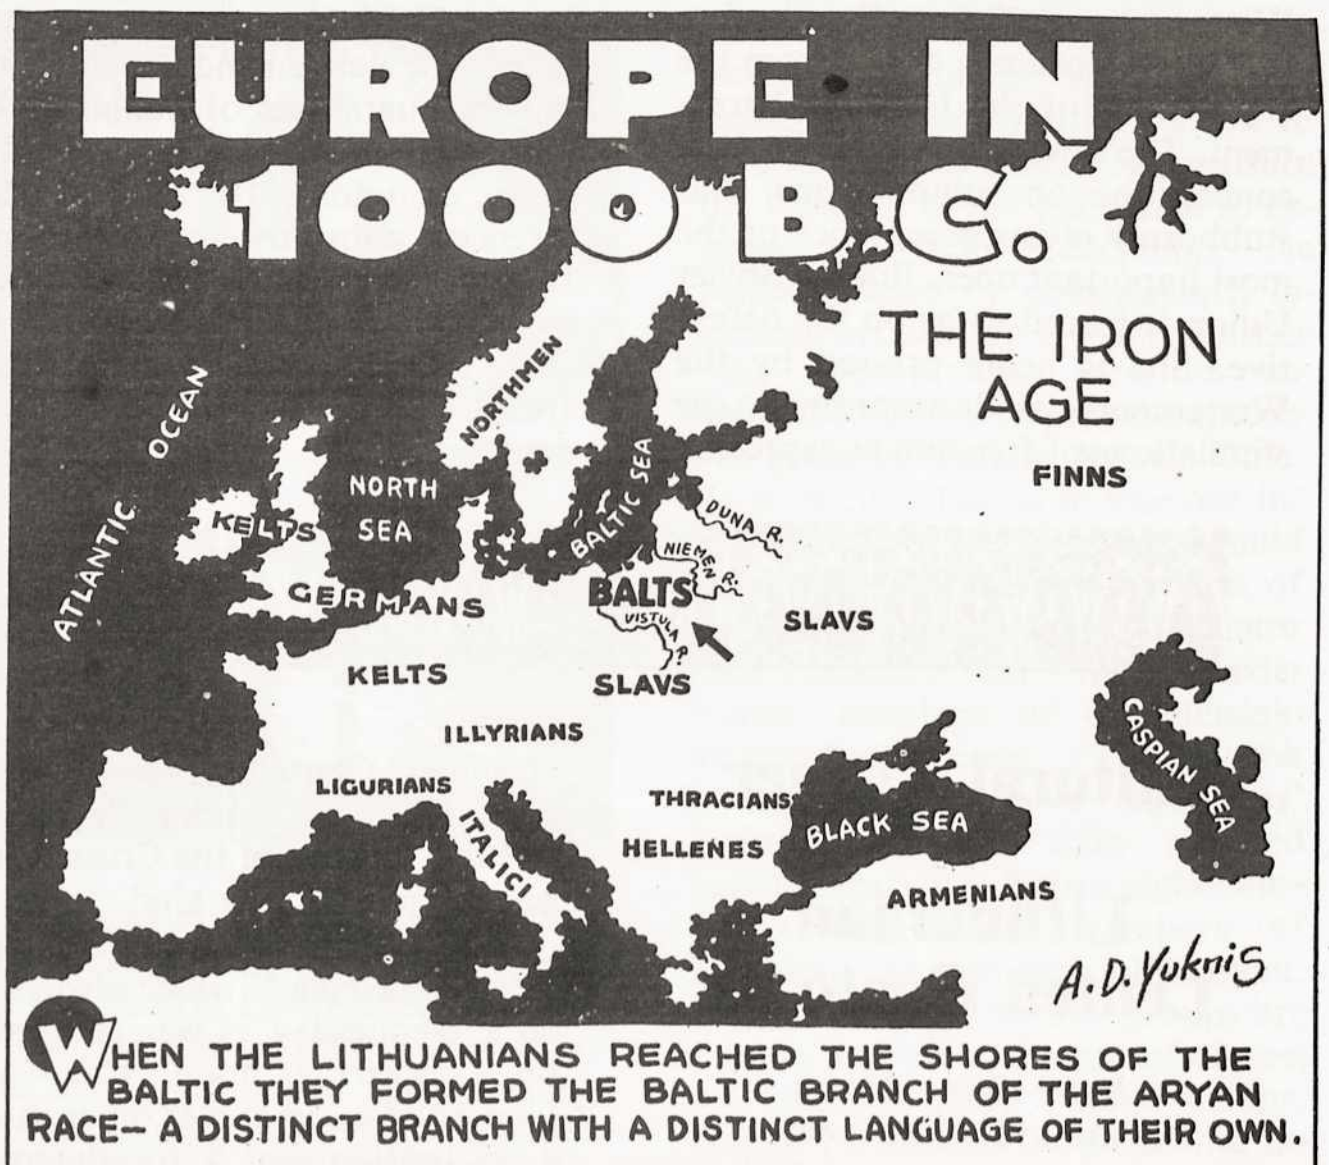 EUROPE IN
1000 B.C.
THE IRON
AGE
ATLANTIC OCEAN
NORTHMEN
NORTH
SEA
BALTIC SEA
FINNS
DUNA R.
NIEMEN R.
KELTS
GERMANS
BALTS
VISTULA R
SLAVS
KELTS
SLAVS
ILLYRIANS
LIGURIANS
ITALICI
THRACIANS
HELLENES
BLACK SEA
CASPIAN SEA
ARMENIANS
A.D. Yuknis
WHEN THE LITHUANIANS REACHED THE SHORES OF THE
BALTIC THEY FORMED THE BALTIC BRANCH OF THE ARYAN
RACE— A DISTINCT BRANCH WITH A DISTINCT LANGUAGE OF THEIR OWN.